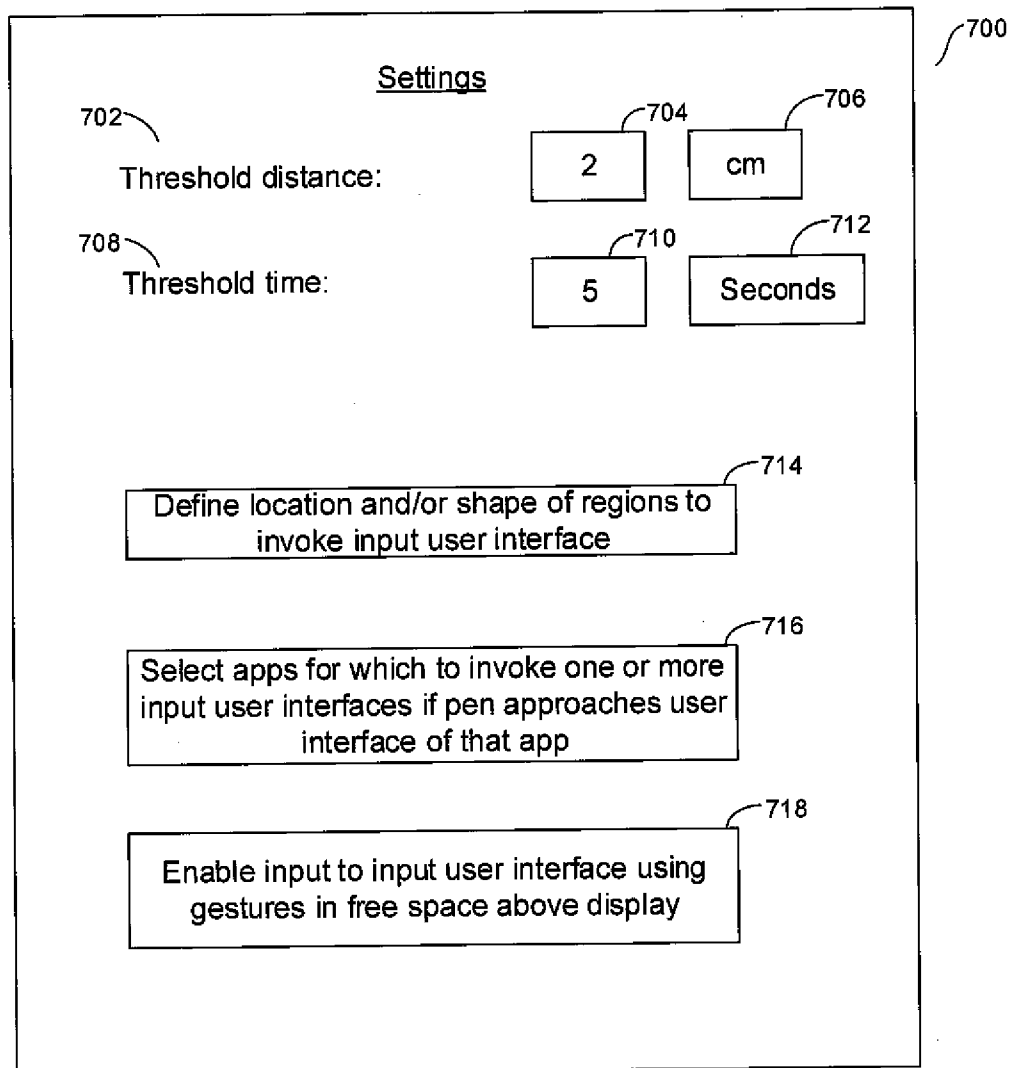 700
Settings
702
704
706
Threshold distance:
2
cm
708
710
712
Threshold time:
5
Seconds
714
Define location and/or shape of regions to
invoke input user interface
716
Select apps for which to invoke one or more
input user interfaces if pen approaches user
interface of that app
718
Enable input to input user interface using
gestures in free space above display